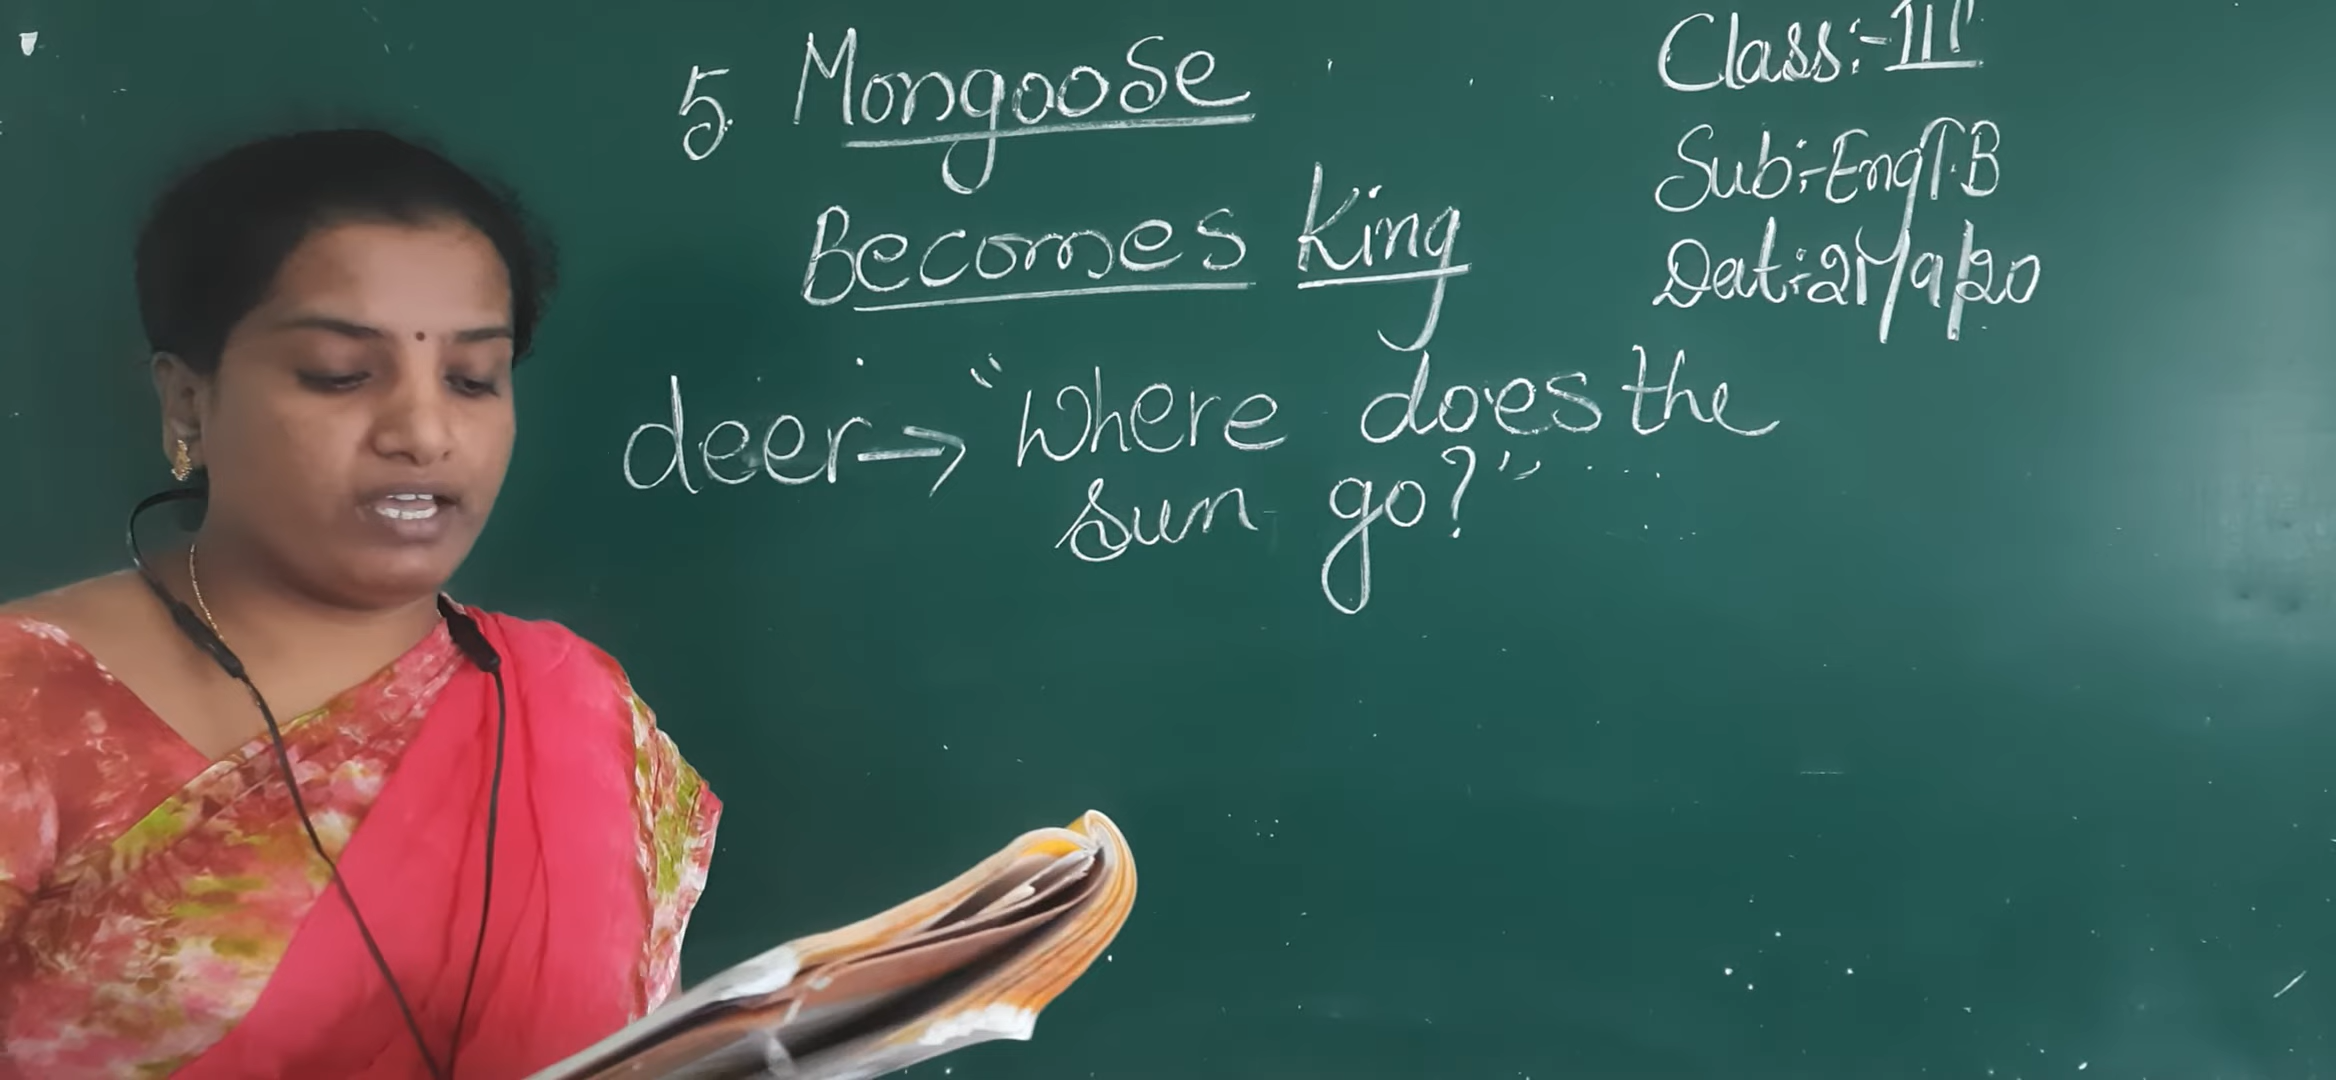 5. Mongoose
Becomes King
Class:-III
Sub:-Eng T.B
Dat:-21/9/20
deer→ "Where does the
sun go?"